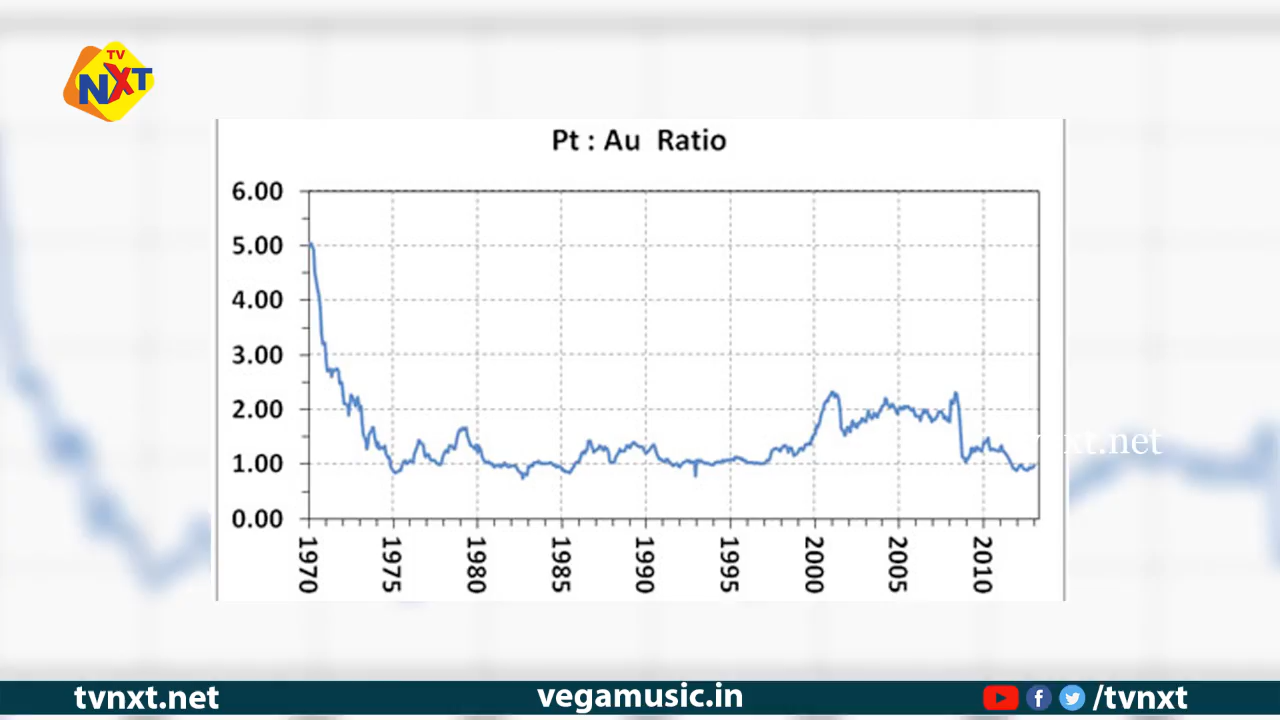 TV
NXT
Pt : Au Ratio
6.00
5.00
4.00
3.00
2.00
1.00
0.00
1970
1975
1980
1985
1990
1995
2000
2005
2010
xt.net
tvnxt.net
vegamusic.in
/tvnxt